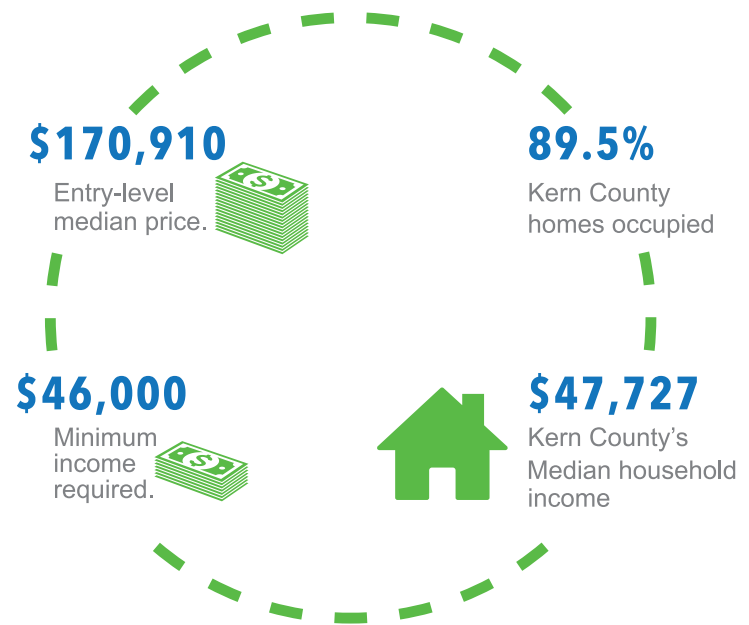 $170,910
Entry-level
median price.
89.5%
Kern County
homes occupied
$46,000
Minimum
income
required.
$47,727
Kern County's
Median household
income